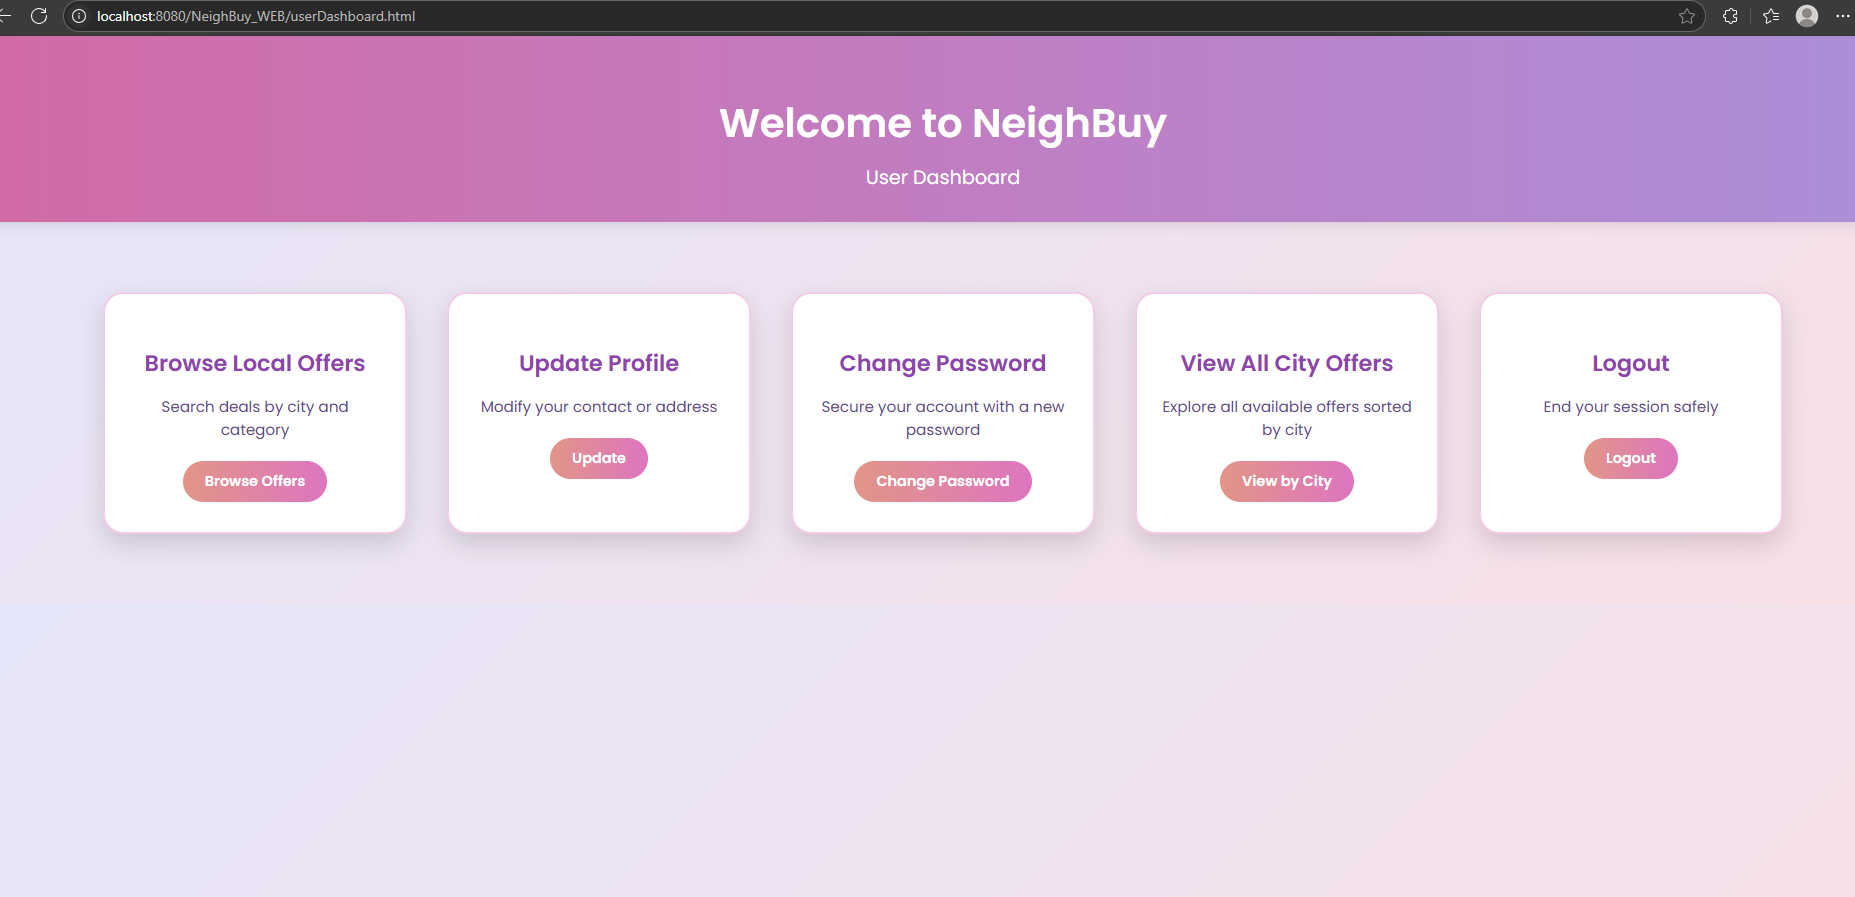 localhost:8080/NeighBuy_WEB/userDashboard.html
Welcome to NeighBuy
User Dashboard
Browse Local Offers
Search deals by city and
category
Browse Offers
Update Profile
Modify your contact or address
Update
Change Password
Secure your account with a new
password
Change Password
View All City Offers
Explore all available offers sorted
by city
View by City
Logout
End your session safely
Logout